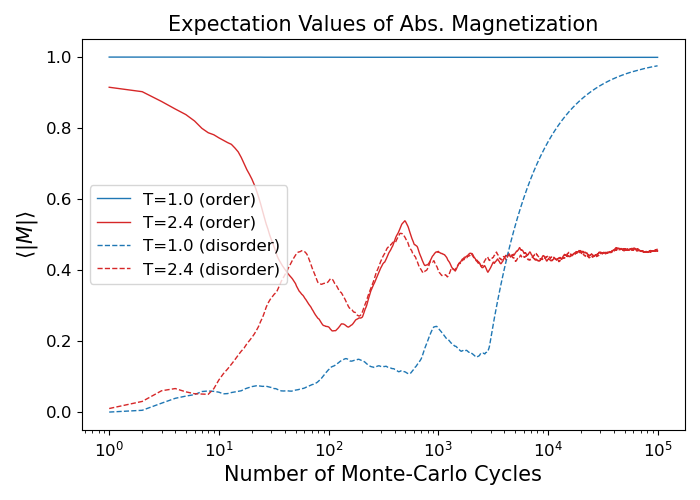 Expectation Values of Abs. Magnetization
⟨|M|⟩
1.0
0.8
0.6
0.4
0.2
0.0
T=1.0 (order)
T=2.4 (order)
T=1.0 (disorder)
T=2.4 (disorder)
10⁰ 10¹ 10² 10³ 10⁴ 10⁵
Number of Monte-Carlo Cycles